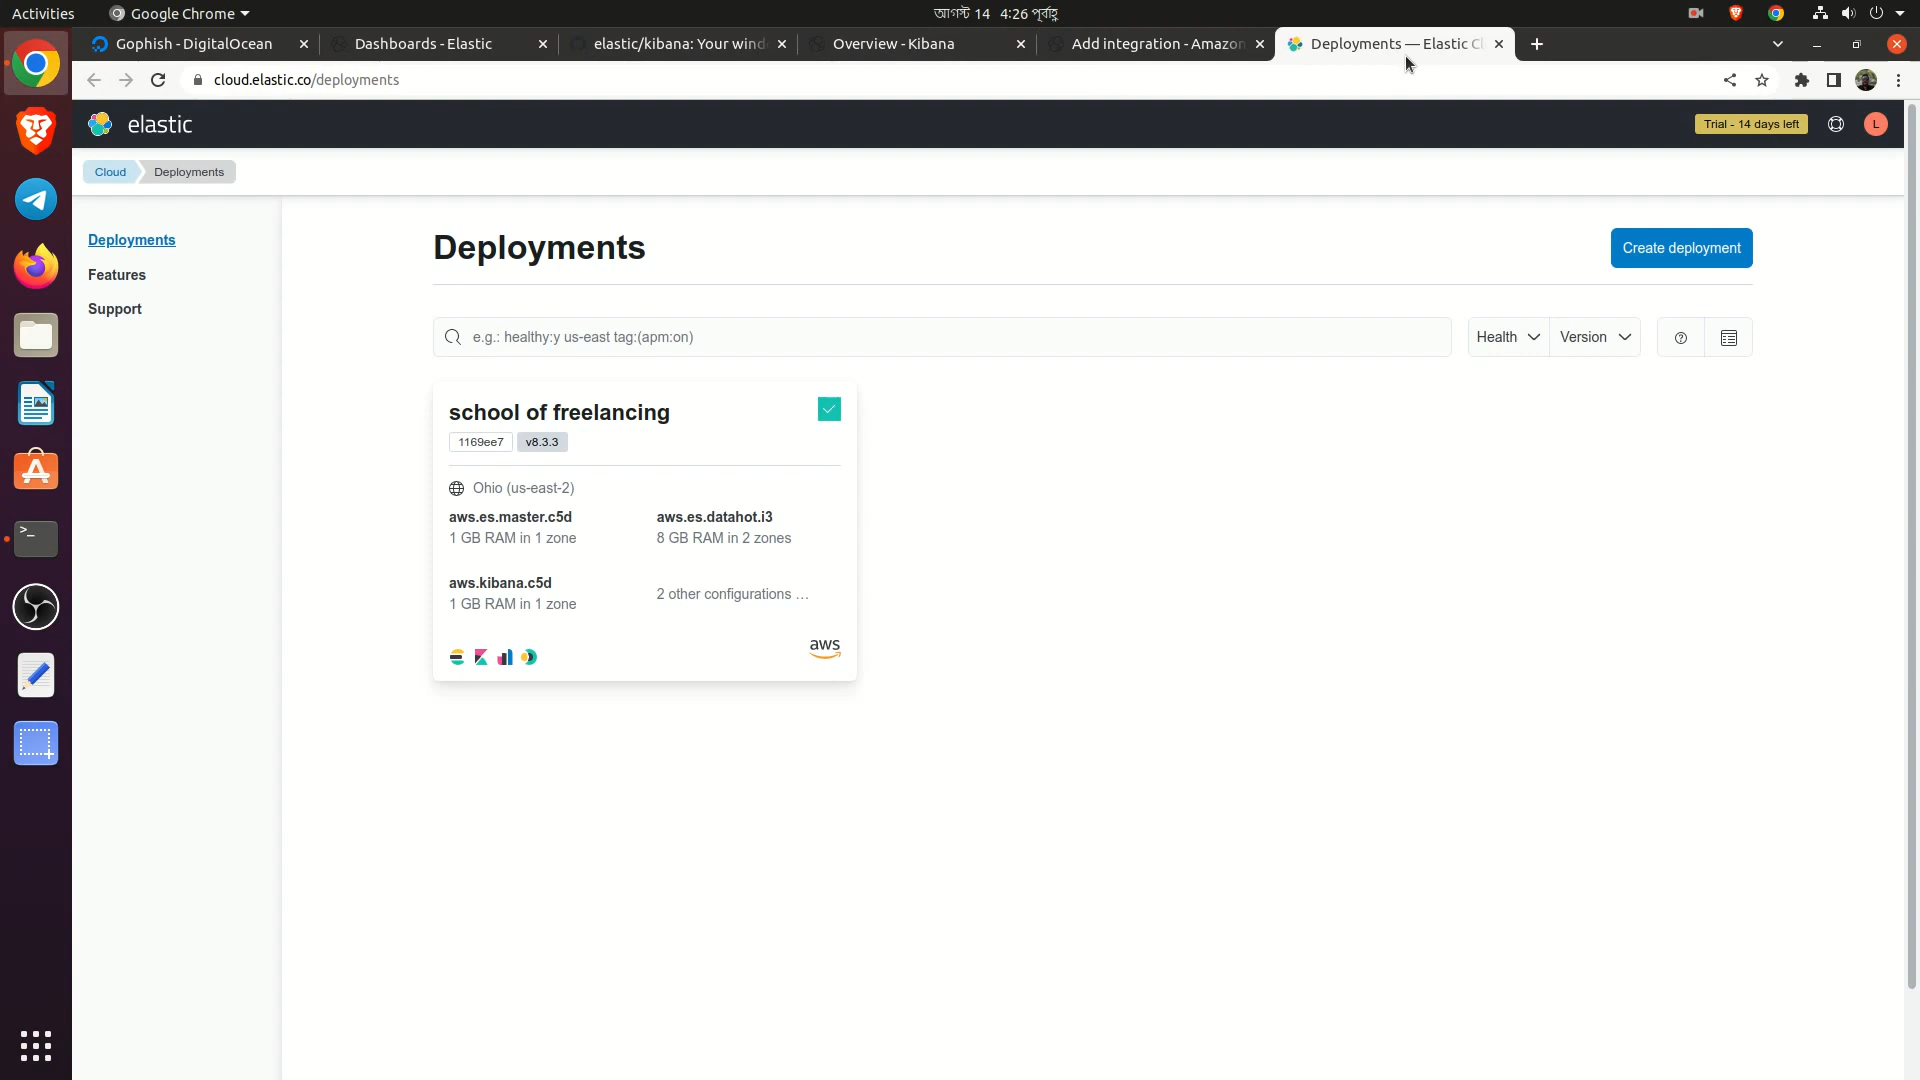 Activities
Google Chrome
আগস্ট 14 4:26 পূর্বাহ্ণ
Gophish - DigitalOcean
Dashboards - Elastic
elastic/kibana: Your wind
Overview - Kibana
Add integration - Amazon
Deployments — Elastic Cl
cloud.elastic.co/deployments
elastic
Trial - 14 days left
L
Cloud
Deployments
Deployments
Features
Support
Deployments
Create deployment
e.g.: healthy:y us-east tag:(apm:on)
Health
Version
school of freelancing
1169ee7
v8.3.3
Ohio (us-east-2)
aws.es.master.c5d
1 GB RAM in 1 zone
aws.es.datahot.i3
8 GB RAM in 2 zones
aws.kibana.c5d
1 GB RAM in 1 zone
2 other configurations ...
aws